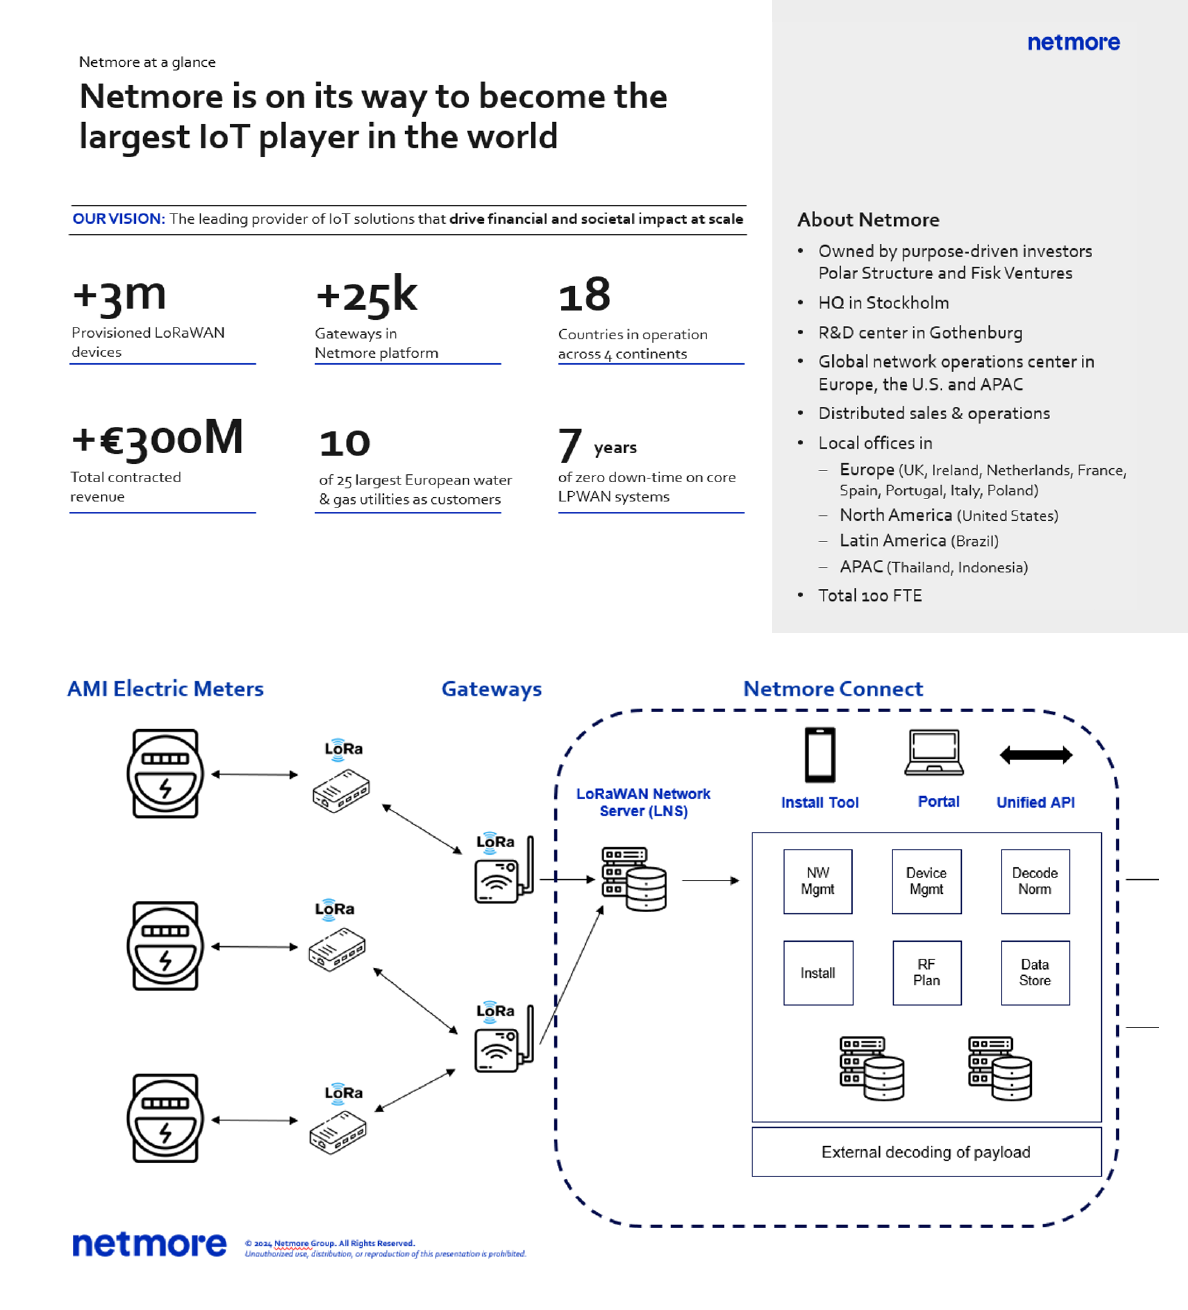 netmore
Netmore at a glance
Netmore is on its way to become the
largest IoT player in the world
OUR VISION: The leading provider of IoT solutions that drive financial and societal impact at scale
+3m
Provisioned LoRaWAN
devices
+25k
Gateways in
Netmore platform
18
Countries in operation
across 4 continents
+€300M
Total contracted
revenue
10
of 25 largest European water
& gas utilities as customers
7 years
of zero down-time on core
LPWAN systems
About Netmore
• Owned by purpose-driven investors
Polar Structure and Fisk Ventures
• HQ in Stockholm
• R&D center in Gothenburg
• Global network operations center in
Europe, the U.S. and APAC
• Distributed sales & operations
• Local offices in
– Europe (UK, Ireland, Netherlands, France,
Spain, Portugal, Italy, Poland)
– North America (United States)
– Latin America (Brazil)
– APAC (Thailand, Indonesia)
• Total 100 FTE
AMI Electric Meters
Gateways
Netmore Connect
LoRa
LoRa
LoRa
LoRa
LoRa
LoRaWAN Network
Server (LNS)
Install Tool
Portal
Unified API
NW
Mgmt
Device
Mgmt
Decode
Norm
Install
RF
Plan
Data
Store
External decoding of payload
netmore
© 2024 Netmore Group. All Rights Reserved.
Unauthorized use, distribution, or reproduction of this presentation is prohibited.